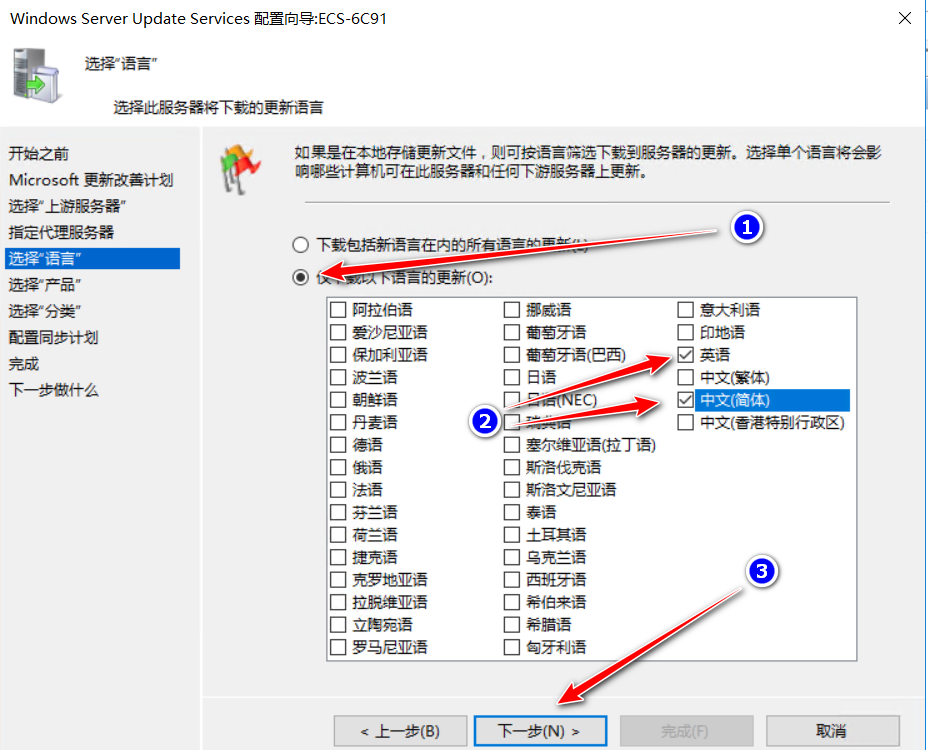 Windows Server Update Services 配置向导:ECS-6C91
选择“语言”
选择此服务器将下载的更新语言
开始之前
Microsoft 更新改善计划
选择“上游服务器”
指定代理服务器
选择“语言”
选择“产品”
选择“分类”
配置同步计划
完成
下一步做什么
如果是在本地存储更新文件，则可按语言筛选下载到服务器的更新。选择单个语言将会影
响哪些计算机可在此服务器和任何下游服务器上更新。
1
下载包括新语言在内的所有语言的更新(L)
仅下载以下语言的更新(O):
阿拉伯语 挪威语 意大利语
爱沙尼亚语 葡萄牙语 印地语
保加利亚语 葡萄牙语(巴西) 英语
波兰语 日语 中文(繁体)
朝鲜语 日语(NEC) 中文(简体)
2
丹麦语 瑞典语 中文(香港特别行政区)
德语 塞尔维亚语(拉丁语)
俄语 斯洛伐克语
法语 斯洛文尼亚语
芬兰语 泰语
荷兰语 土耳其语
捷克语 乌克兰语
3
克罗地亚语 西班牙语
拉脱维亚语 希伯来语
立陶宛语 希腊语
罗马尼亚语 匈牙利语
< 上一步(B) 下一步(N) > 完成(F) 取消